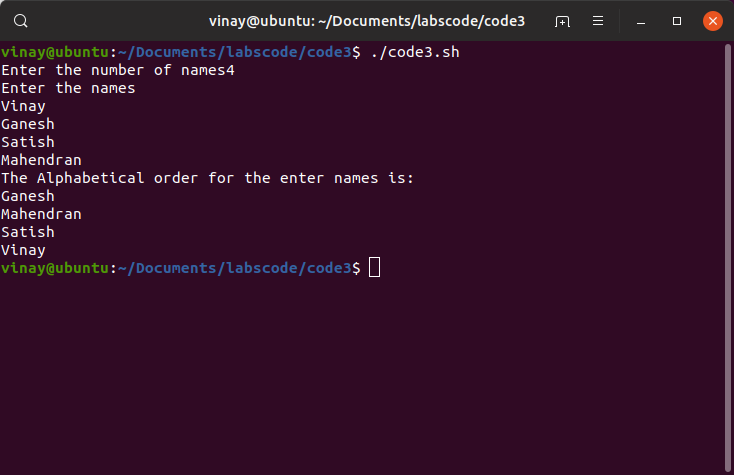 vinay@ubuntu: ~/Documents/labscode/code3
vinay@ubuntu:~/Documents/labscode/code3$ ./code3.sh
Enter the number of names4
Enter the names
Vinay
Ganesh
Satish
Mahendran
The Alphabetical order for the enter names is:
Ganesh
Mahendran
Satish
Vinay
vinay@ubuntu:~/Documents/labscode/code3$